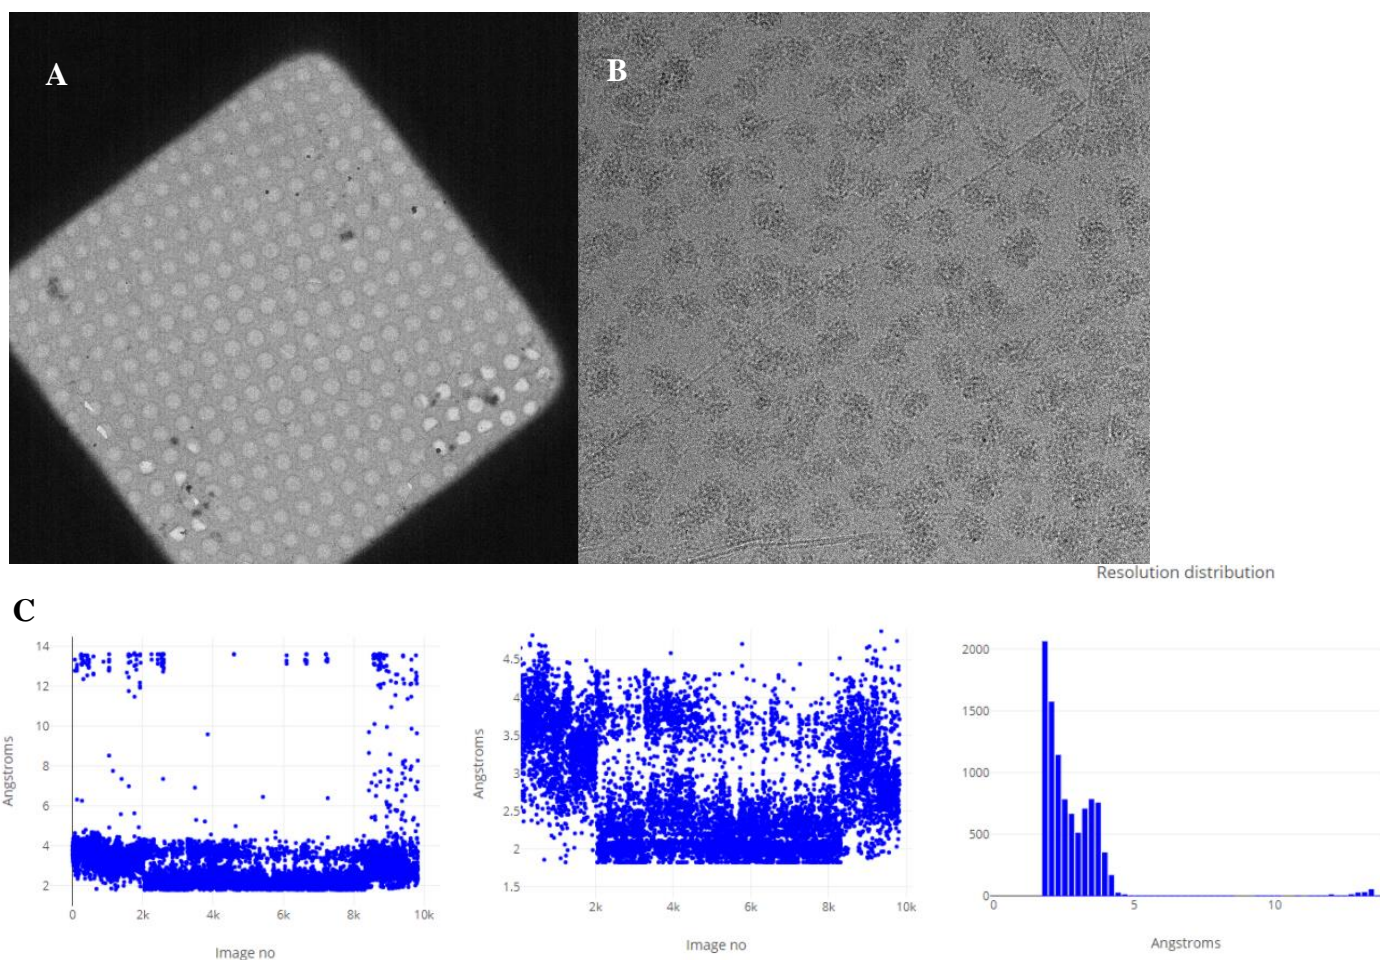 A
B
Resolution distribution
C
14
12
10
8
6
4
2
0
2k
4k
6k
8k
10k
Angstroms
Image no
4.5
4
3.5
3
2.5
2
1.5
2k
4k
6k
8k
10k
Angstroms
Image no
2000
1500
1000
500
0
0
5
10
Angstroms